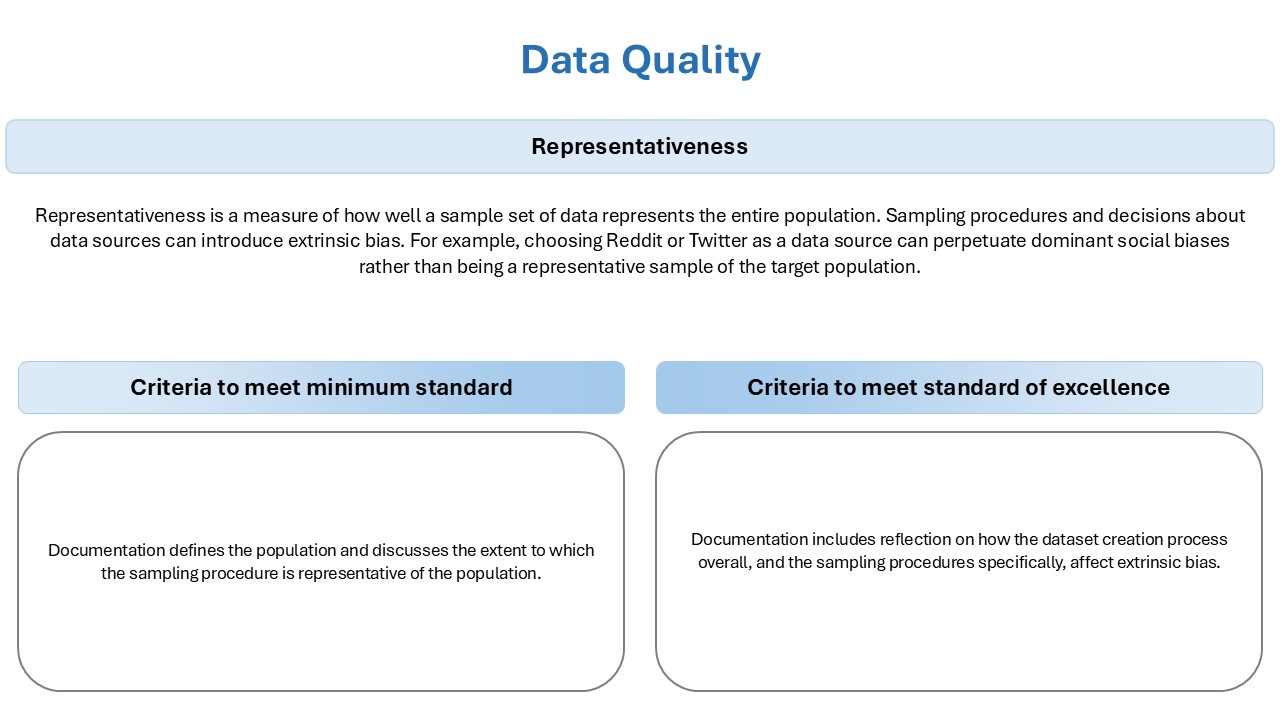 Data Quality
Representativeness
Representativeness is a measure of how well a sample set of data represents the entire population. Sampling procedures and decisions about
data sources can introduce extrinsic bias. For example, choosing Reddit or Twitter as a data source can perpetuate dominant social biases
rather than being a representative sample of the target population.
Criteria to meet minimum standard
Documentation defines the population and discusses the extent to which
the sampling procedure is representative of the population.
Criteria to meet standard of excellence
Documentation includes reflection on how the dataset creation process
overall, and the sampling procedures specifically, affect extrinsic bias.